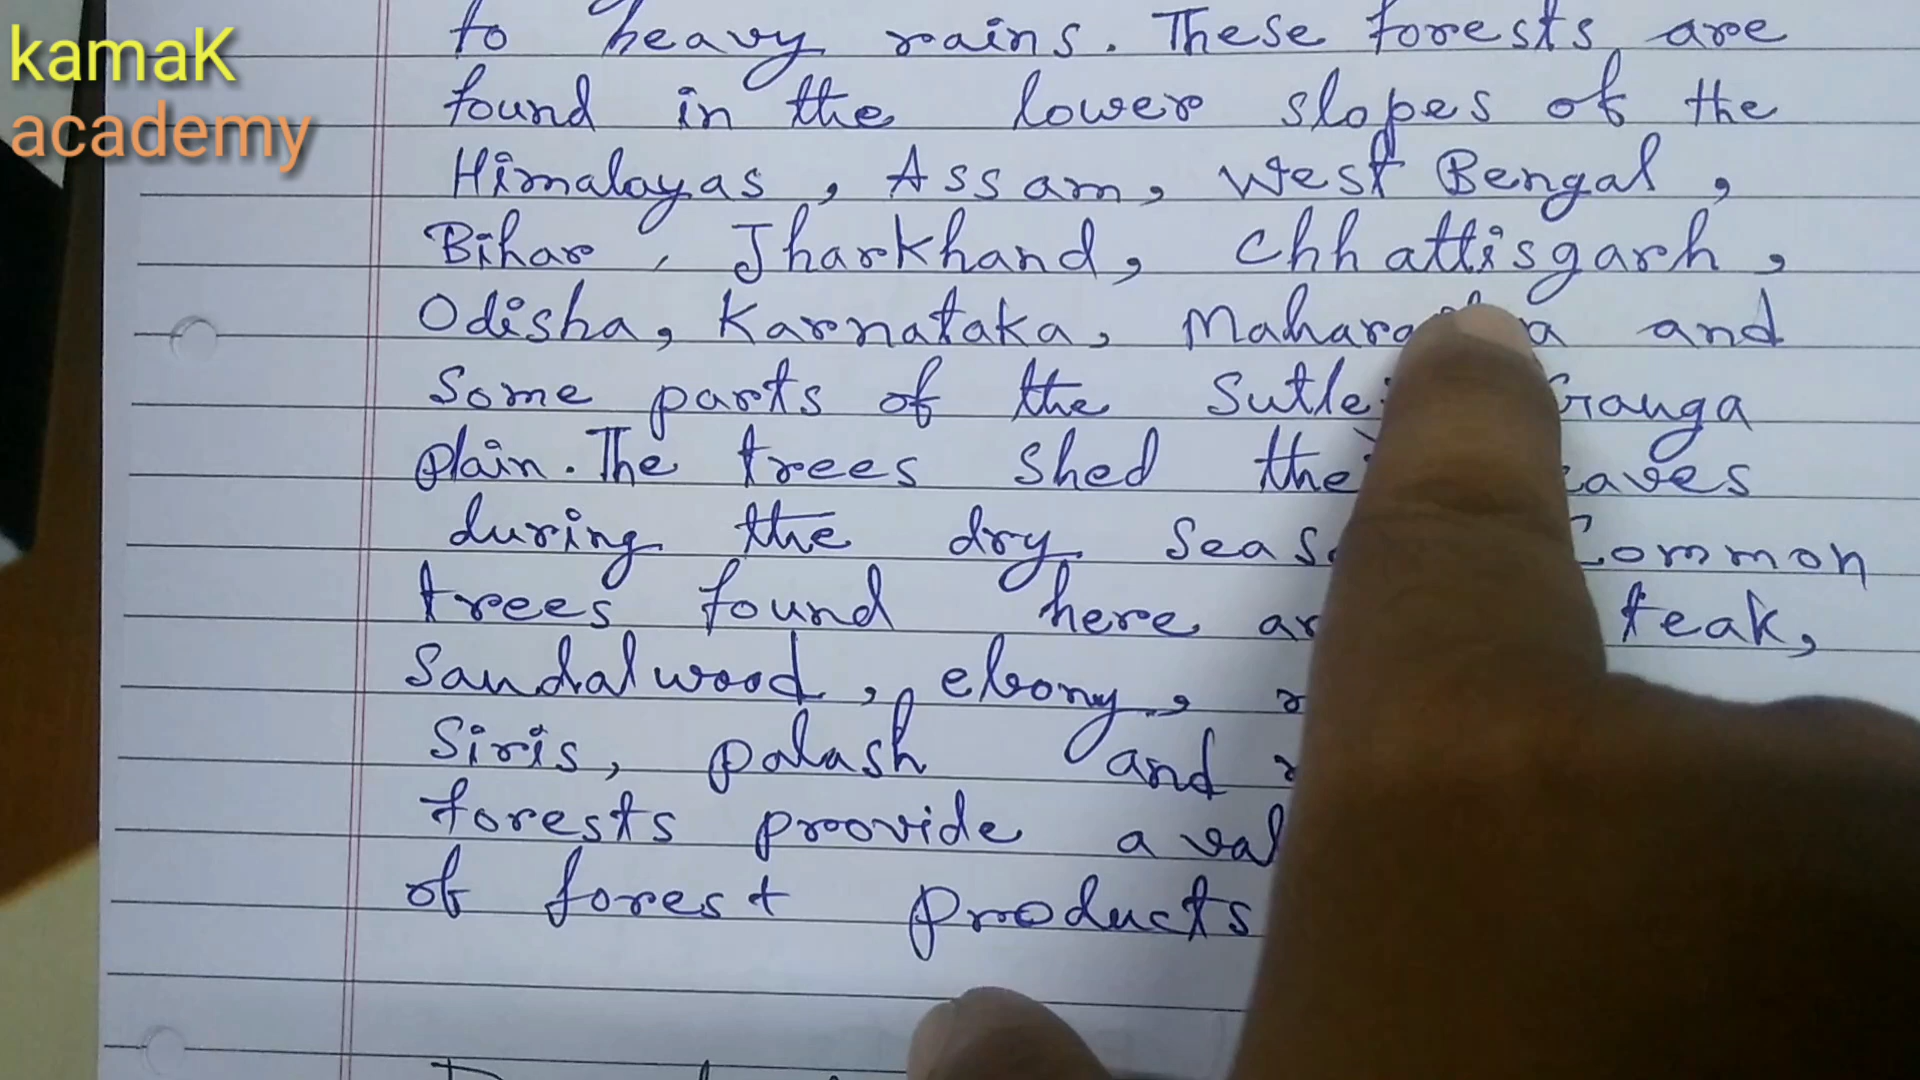 kamaK
academy
to heavy rains. These forests are
found in the lower slopes of the
Himalayas, Assam, West Bengal,
Bihar, Jharkhand, Chhattisgarh,
Odisha, Karnataka, and
Some parts of the Ganga
plain. The trees shed
during the dry Common
trees found here teak,
Sandalwood, ebony,
Siris, palash and
forests provide a
of forest products